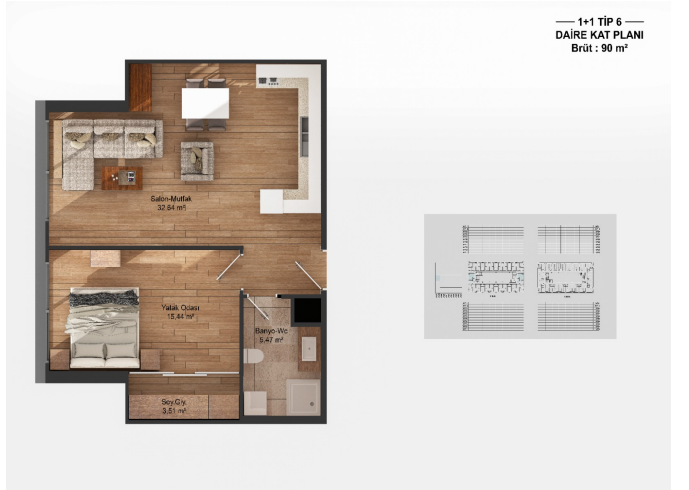 1+1 TİP 6
DAİRE KAT PLANI
Brüt : 90 m²
Salon-Mutfak
32.64 m²
Yatak Odası
15.44 m²
Banyo-Wc
5.47 m²
Soy.Giy.
3.51 m²